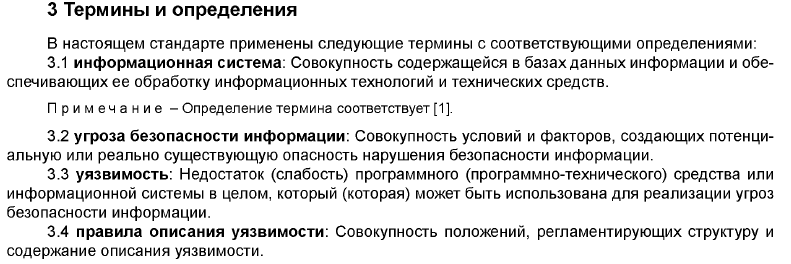 3 Термины и определения
В настоящем стандарте применены следующие термины с соответствующими определениями:
3.1 информационная система: Совокупность содержащейся в базах данных информации и обе-
спечивающих ее обработку информационных технологий и технических средств.
П р и м е ч а н и е – Определение термина соответствует [1].
3.2 угроза безопасности информации: Совокупность условий и факторов, создающих потенци-
альную или реально существующую опасность нарушения безопасности информации.
3.3 уязвимость: Недостаток (слабость) программного (программно-технического) средства или
информационной системы в целом, который (которая) может быть использована для реализации угроз
безопасности информации.
3.4 правила описания уязвимости: Совокупность положений, регламентирующих структуру и
содержание описания уязвимости.